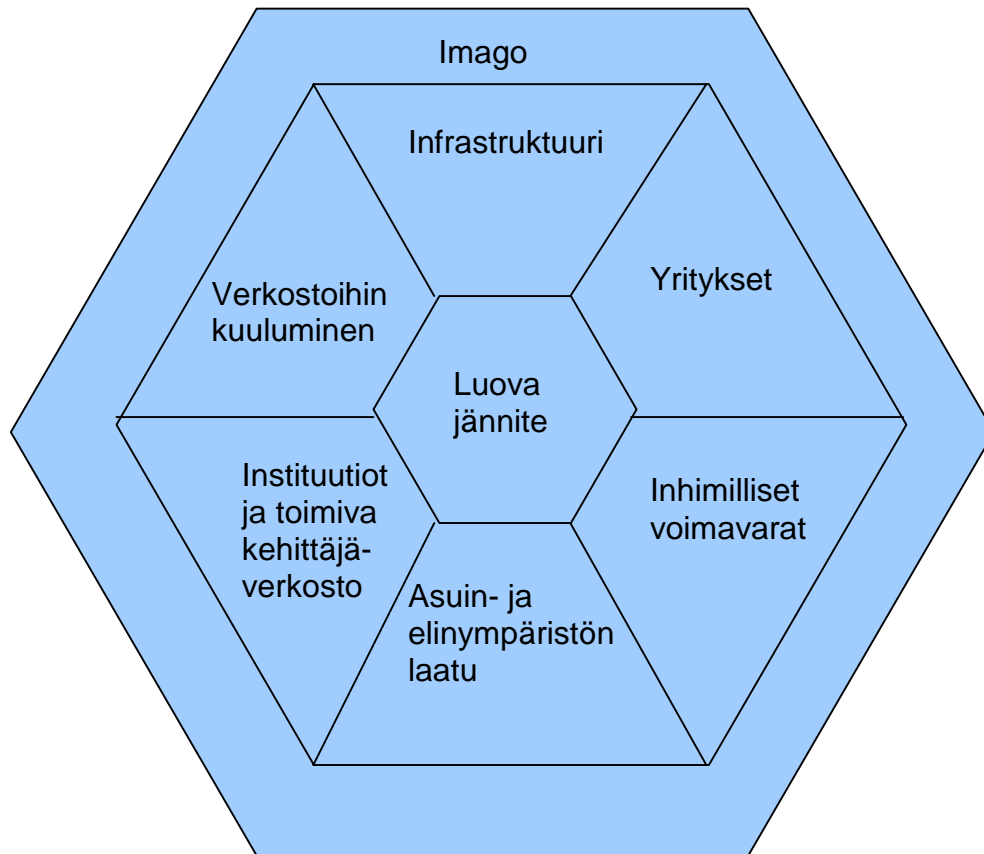 Imago
Infrastruktuuri
Yritykset
Verkostoihin
kuuluminen
Luova
jännite
Instituutiot
ja toimiva
kehittäjä-
verkosto
Inhimilliset
voimavarat
Asuin- ja
elinympäristön
laatu